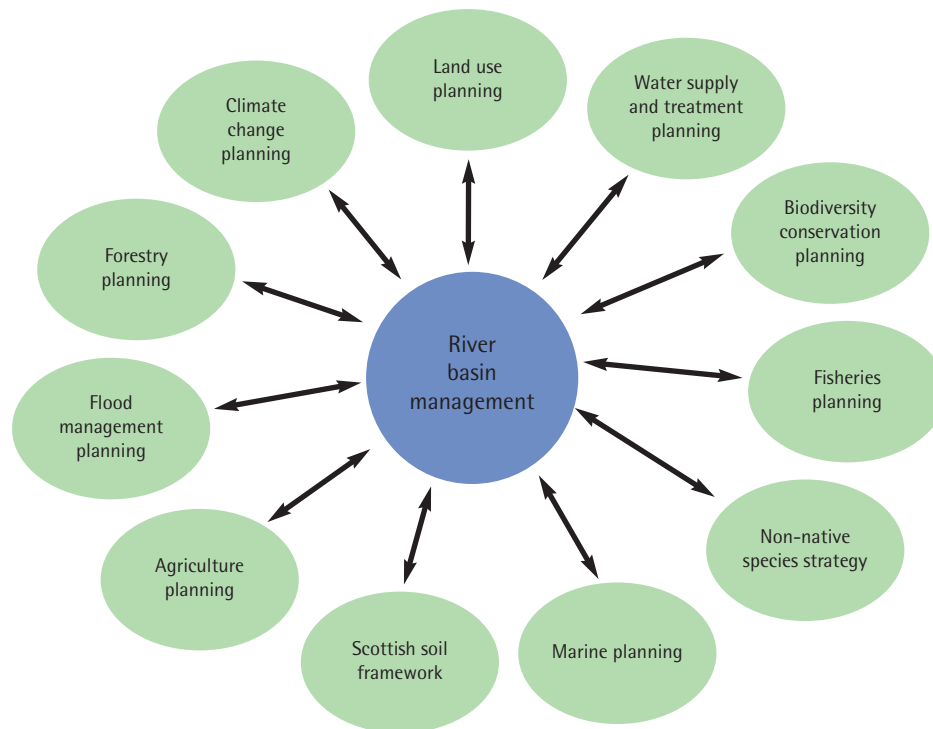 Land use
planning
Water supply
and treatment
planning
Biodiversity
conservation
planning
Fisheries
planning
Non-native
species strategy
Marine planning
Scottish soil
framework
Agriculture
planning
Flood
management
planning
Forestry
planning
Climate
change
planning
River
basin
management